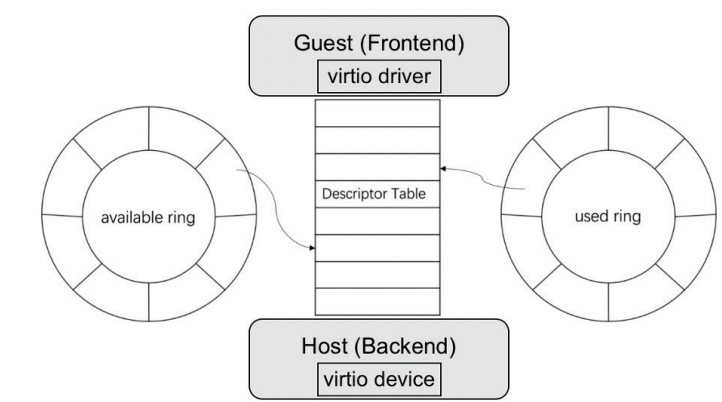 Guest (Frontend)
virtio driver
available ring
Descriptor Table
used ring
Host (Backend)
virtio device